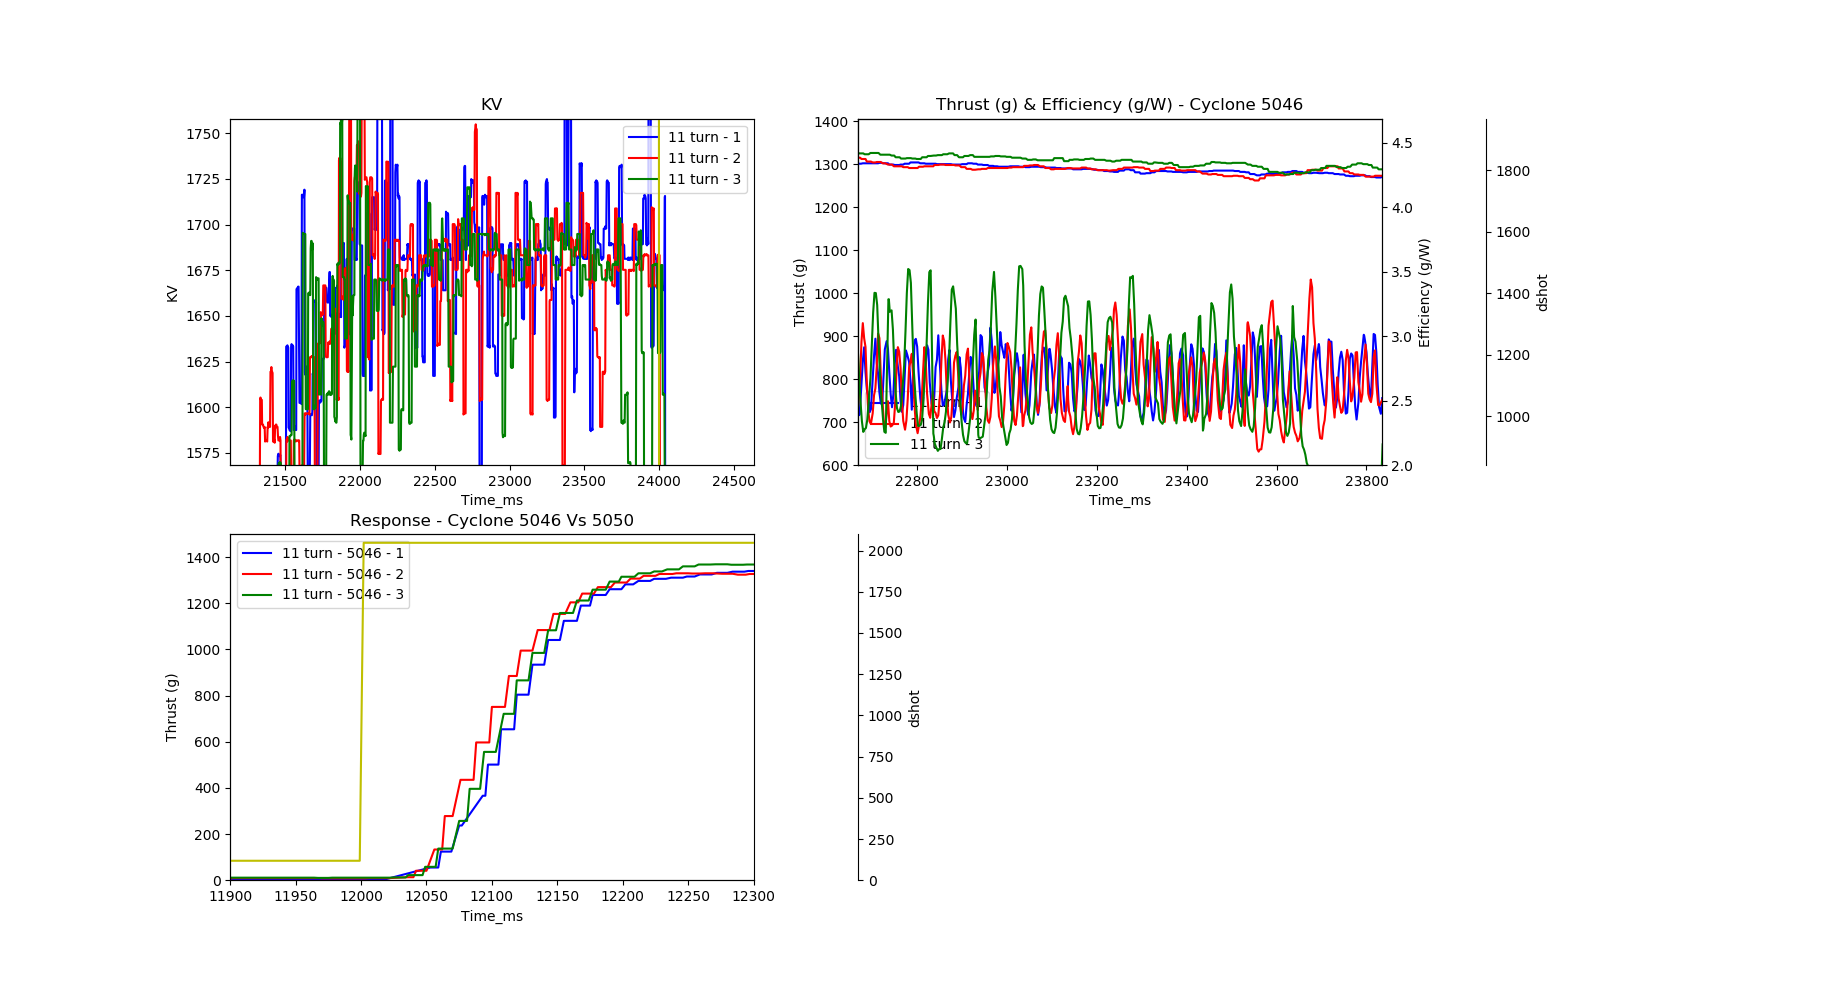 KV
1750
1725
1700
1675
1650
1625
1600
1575
KV
11 turn - 1
11 turn - 2
11 turn - 3
21500 22000 22500 23000 23500 24000 24500
Time_ms
Thrust (g) & Efficiency (g/W) - Cyclone 5046
1400
1300
1200
1100
1000
900
800
700
600
Thrust (g)
11 turn - 1
11 turn - 2
11 turn - 3
22800 23000 23200 23400 23600 23800
Time_ms
4.5
4.0
3.5
3.0
2.5
2.0
Efficiency (g/W)
1800
1600
1400
1200
1000
dshot
Response - Cyclone 5046 Vs 5050
1400
1200
1000
800
600
400
200
0
Thrust (g)
11 turn - 5046 - 1
11 turn - 5046 - 2
11 turn - 5046 - 3
11900 11950 12000 12050 12100 12150 12200 12250 12300
Time_ms
2000
1750
1500
1250
1000
750
500
250
0
dshot